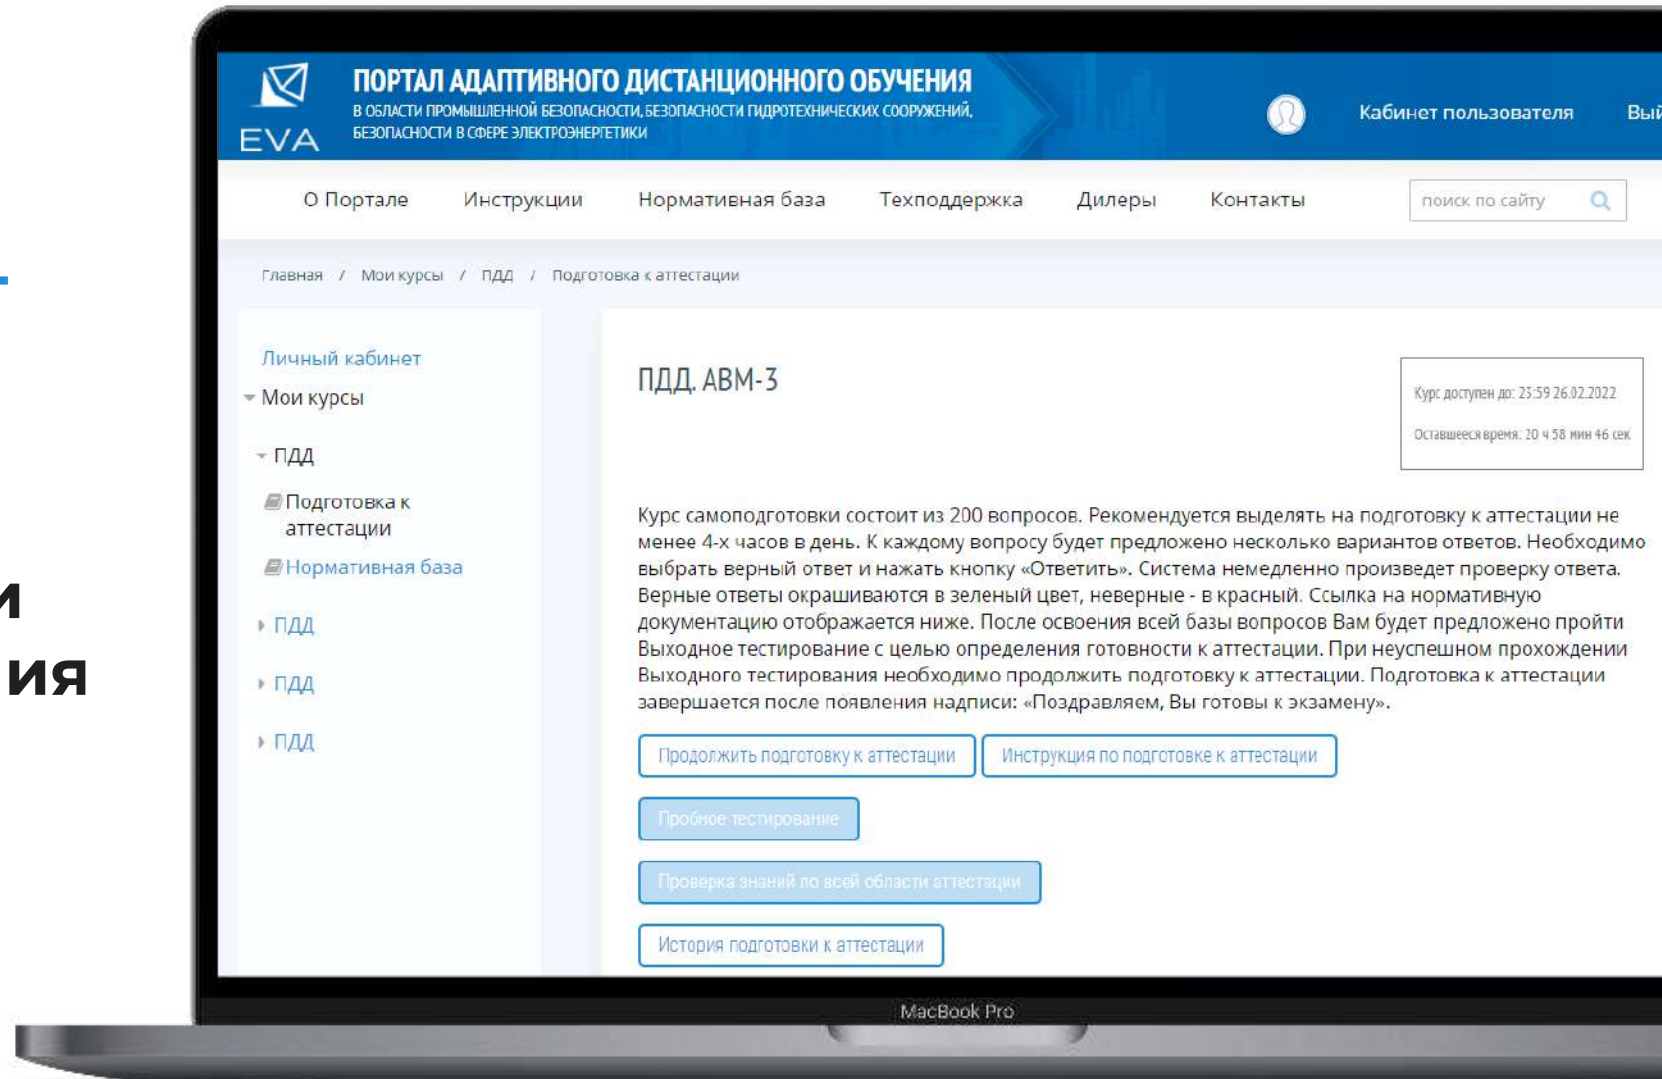 ПОРТАЛ АДАПТИВНОГО ДИСТАНЦИОННОГО ОБУЧЕНИЯ
В ОБЛАСТИ ПРОМЫШЛЕННОЙ БЕЗОПАСНОСТИ, БЕЗОПАСНОСТИ ГИДРОТЕХНИЧЕСКИХ СООРУЖЕНИЙ,
БЕЗОПАСНОСТИ В СФЕРЕ ЭЛЕКТРОЭНЕРГЕТИКИ
EVA
Кабинет пользователя
Вый
О Портале Инструкции Нормативная база Техподдержка Дилеры Контакты поиск по сайту
Главная / Мои курсы / ПДД / Подготовка к аттестации
Личный кабинет
Мои курсы
ПДД
Подготовка к
аттестации
Нормативная база
ПДД
ПДД
ПДД
и
ия
ПДД. АВМ-3
Курс доступен до: 23:59 26.02.2022
Оставшееся время: 20 ч 58 мин 46 сек
Курс самоподготовки состоит из 200 вопросов. Рекомендуется выделять на подготовку к аттестации не
менее 4-х часов в день. К каждому вопросу будет предложено несколько вариантов ответов. Необходимо
выбрать верный ответ и нажать кнопку «Ответить». Система немедленно произведет проверку ответа.
Верные ответы окрашиваются в зеленый цвет, неверные - в красный. Ссылка на нормативную
документацию отображается ниже. После освоения всей базы вопросов Вам будет предложено пройти
Выходное тестирование с целью определения готовности к аттестации. При неуспешном прохождении
Выходного тестирования необходимо продолжить подготовку к аттестации. Подготовка к аттестации
завершается после появления надписи: «Поздравляем, Вы готовы к экзамену».
Продолжить подготовку к аттестации
Инструкция по подготовке к аттестации
Пробное тестирование
Проверка знаний по всей области аттестации
История подготовки к аттестации
MacBook Pro